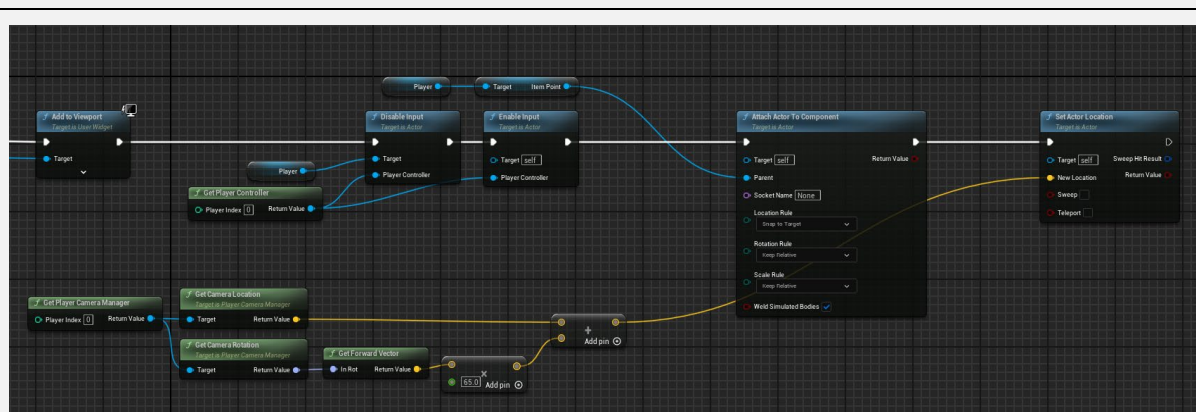 Player
Target Item Point
Add to Viewport
Target is User Widget
Target
Disable Input
Target is Actor
Target
Player Controller
Enable Input
Target is Actor
Target self
Player Controller
Player
Get Player Controller
Player Index 0 Return Value
Attach Actor To Component
Target is Actor
Target self Return Value
Parent
Socket Name None
Location Rule
Snap to Target
Rotation Rule
Keep Relative
Scale Rule
Keep Relative
Weld Simulated Bodies
Set Actor Location
Target is Actor
Target self Sweep Hit Result
New Location Return Value
Sweep
Teleport
Get Player Camera Manager
Player Index 0 Return Value
Get Camera Location
Target is Player Camera Manager
Target Return Value
Get Camera Rotation
Target is Player Camera Manager
Target Return Value
Get Forward Vector
In Rot Return Value
×
65.0 Add pin
+
Add pin